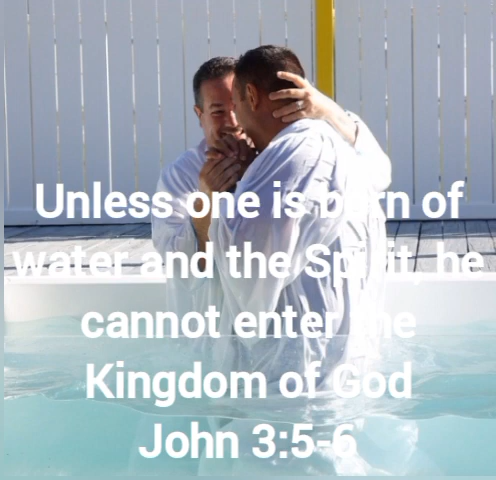 Unless one is born of
water and the Spirit, he
cannot enter the
Kingdom of God
John 3:5-6